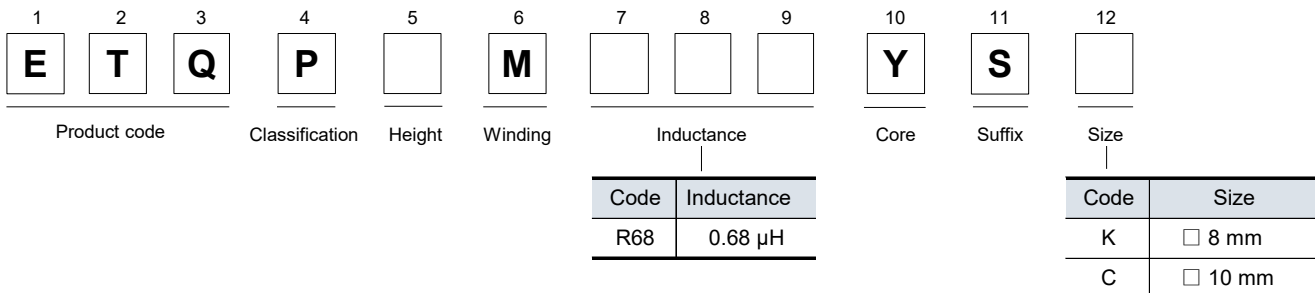 1 2 3 4 5 6 7 8 9 10 11 12
E T Q P M Y S
Product code Classification Height Winding Inductance Core Suffix Size
Code Inductance
R68 0.68 µH
Code Size
K □ 8 mm
C □ 10 mm